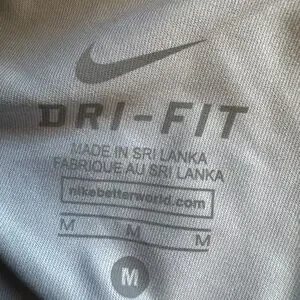 DRI-FIT
MADE IN SRI LANKA
FABRIQUE AU SRI LANKA
nikebetterworld.com
M M M
M